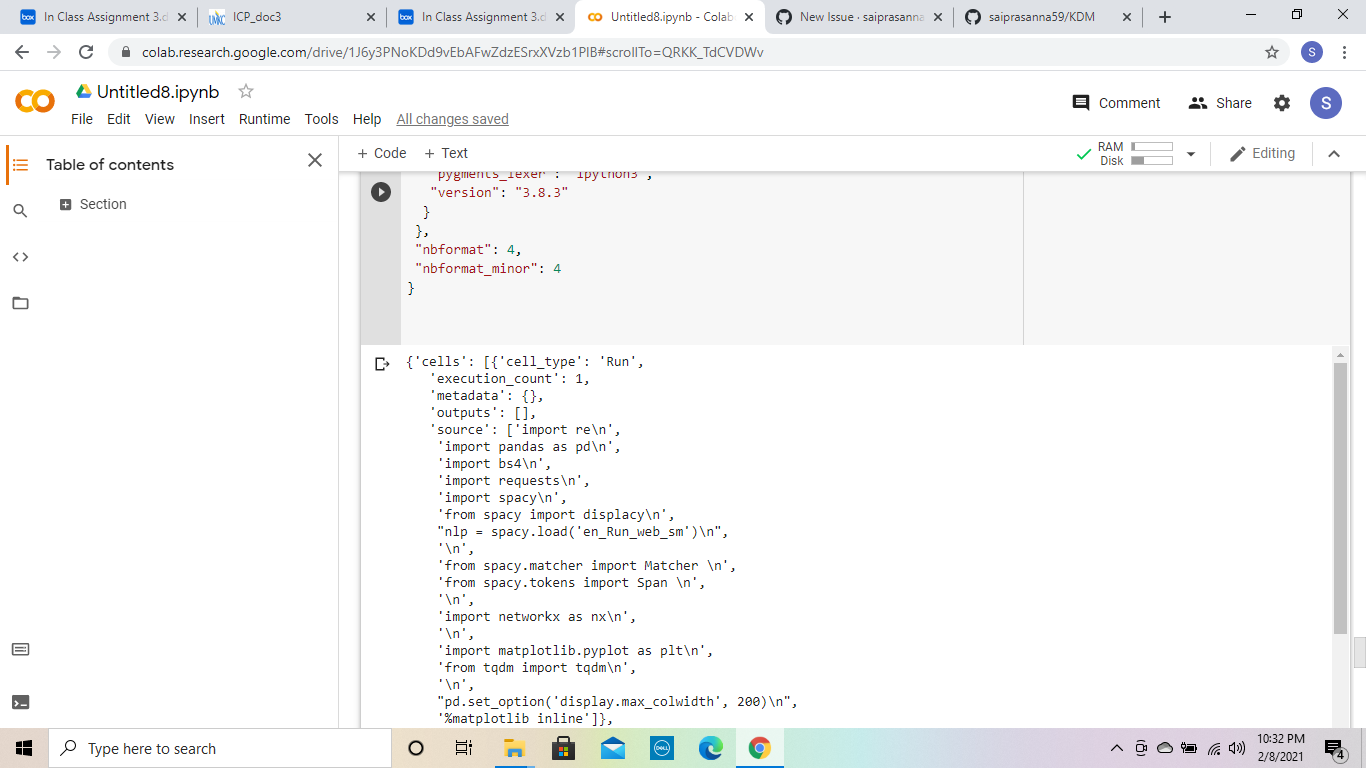 In Class Assignment 3.d
ICP_doc3
In Class Assignment 3.d
Untitled8.ipynb - Colab
New Issue · saiprasanna
saiprasanna59/KDM
colab.research.google.com/drive/1J6y3PNoKDd9vEbAFwZdzESrxXVzb1PIB#scrollTo=QRKK_TdCVDWv
S
Untitled8.ipynb
Comment
Share
S
File Edit View Insert Runtime Tools Help All changes saved
Table of contents
+ Code + Text
RAM
Disk
Editing
Section
pygments_lexer": "ipython3",
"version": "3.8.3"
}
},
"nbformat": 4,
"nbformat_minor": 4
}
{'cells': [{'cell_type': 'Run',
'execution_count': 1,
'metadata': {},
'outputs': [],
'source': ['import re\n',
'import pandas as pd\n',
'import bs4\n',
'import requests\n',
'import spacy\n',
'from spacy import displacy\n',
"nlp = spacy.load('en_Run_web_sm')\n",
'\n',
'from spacy.matcher import Matcher \n',
'from spacy.tokens import Span \n',
'\n',
'import networkx as nx\n',
'\n',
'import matplotlib.pyplot as plt\n',
'from tqdm import tqdm\n',
'\n',
"pd.set_option('display.max_colwidth', 200)\n",
'%matplotlib inline']},
Type here to search
DELL
10:32 PM
2/8/2021
4